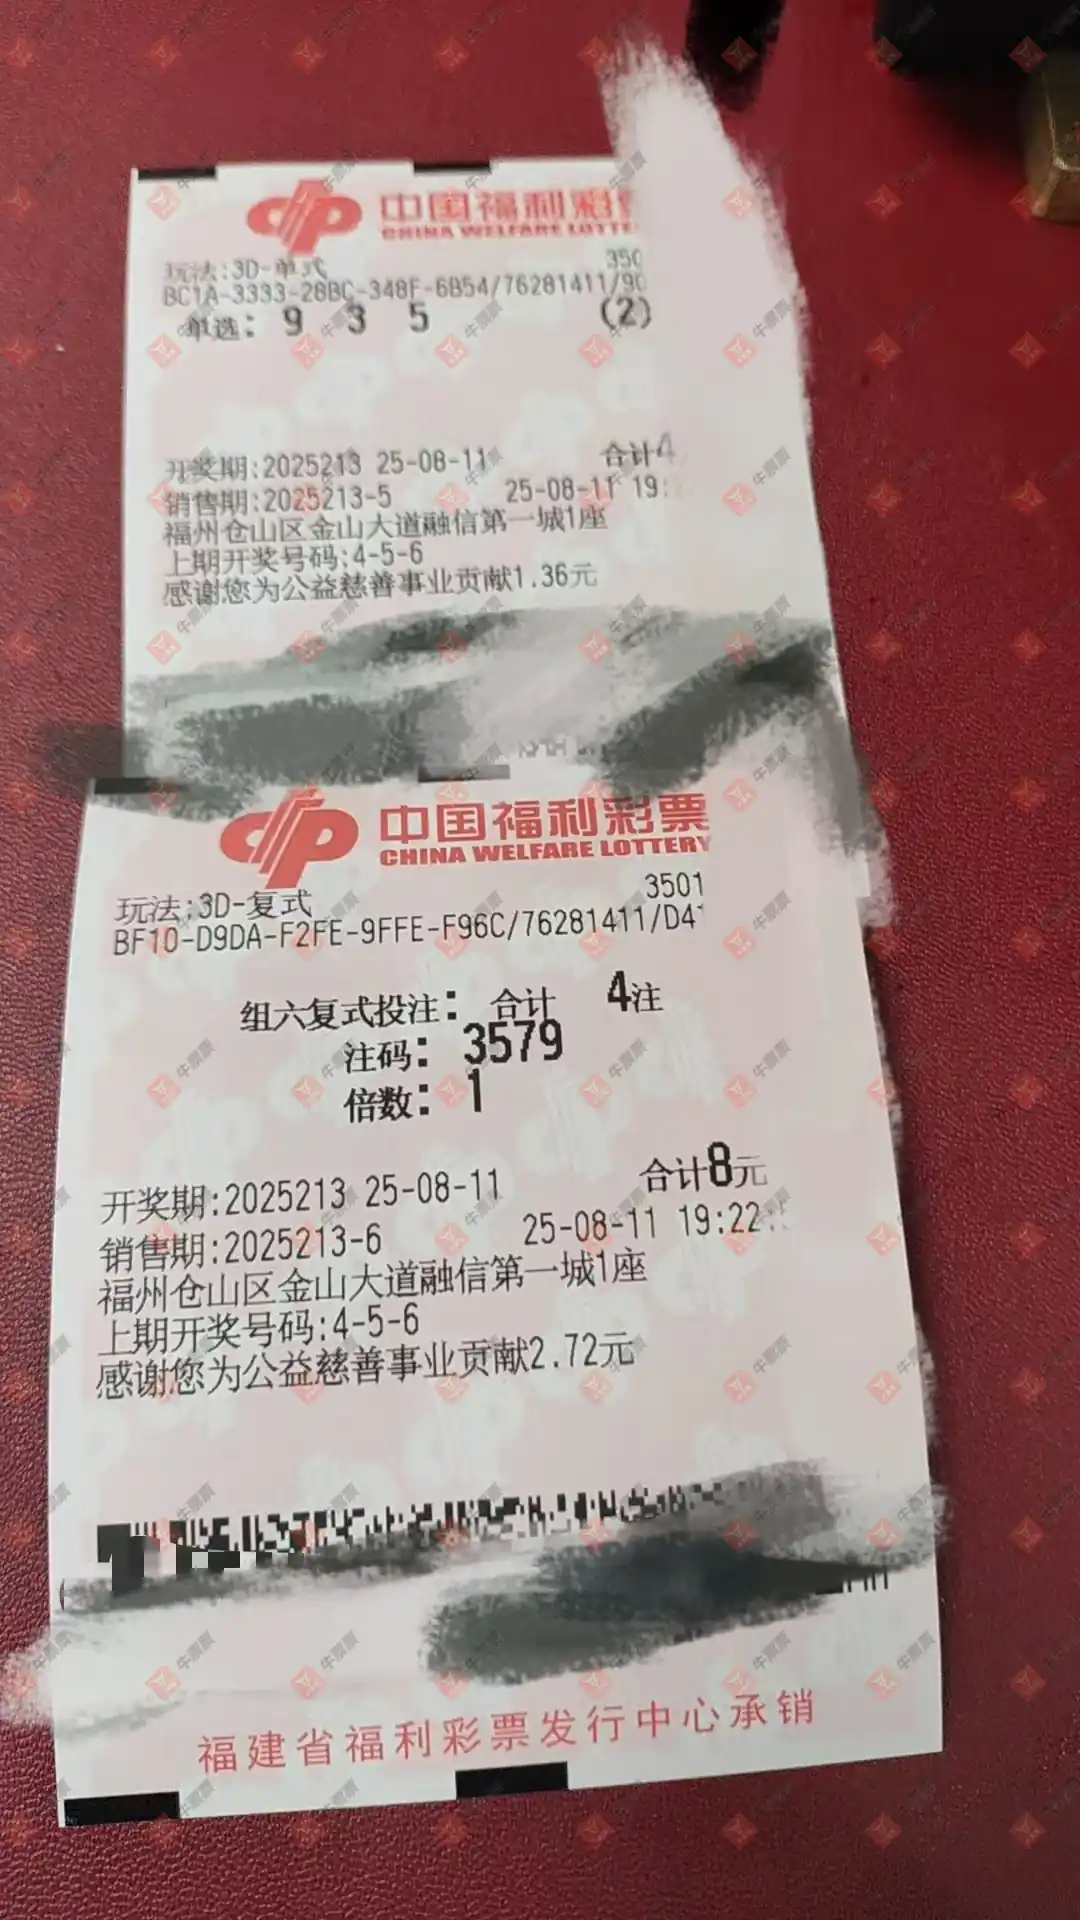 中国福利彩
CHINA WELFARE LOTTE
玩法:3D-单式 350
BC1A-3333-28BC-348F-6B54/76281411/90
单选: 9 3 5 (2)
开奖期:2025213 25-08-11 合计4
销售期:2025213-5 25-08-11 19:
福州仓山区金山大道融信第一城1座
上期开奖号码:4-5-6
感谢您为公益慈善事业贡献1.36元
中国福利彩票
CHINA WELFARE LOTTERY
玩法:3D-复式 3501
BF10-D9DA-F2FE-9FFE-F96C/76281411/D4
组六复式投注: 合计 4注
注码: 3579
倍数: 1
开奖期:2025213 25-08-11 合计8元
销售期:2025213-6 25-08-11 19:22:
福州仓山区金山大道融信第一城1座
上期开奖号码:4-5-6
感谢您为公益慈善事业贡献2.72元
福建省福利彩票发行中心承销
牛票票